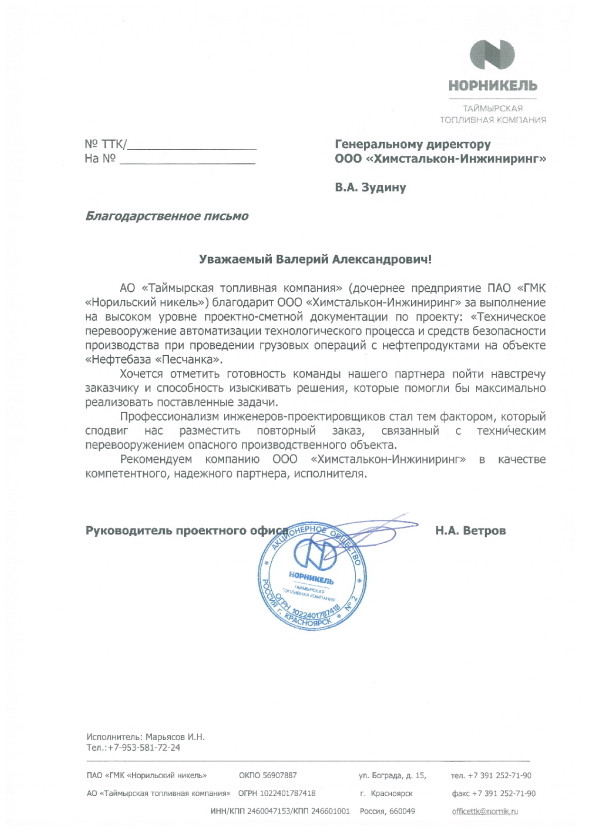 НОРНИКЕЛЬ
ТАЙМЫРСКАЯ
ТОПЛИВНАЯ КОМПАНИЯ
№ ТТК/____________________
На № _____________________
Генеральному директору
ООО «Химсталькон-Инжиниринг»
В.А. Зудину
Благодарственное письмо
Уважаемый Валерий Александрович!
АО «Таймырская топливная компания» (дочернее предприятие ПАО «ГМК
«Норильский никель») благодарит ООО «Химсталькон-Инжиниринг» за выполнение
на высоком уровне проектно-сметной документации по проекту: «Техническое
перевооружение автоматизации технологического процесса и средств безопасности
производства при проведении грузовых операций с нефтепродуктами на объекте
«Нефтебаза «Песчанка».
Хочется отметить готовность команды нашего партнера пойти навстречу
заказчику и способность изыскивать решения, которые помогли бы максимально
реализовать поставленные задачи.
Профессионализм инженеров-проектировщиков стал тем фактором, который
сподвиг нас разместить повторный заказ, связанный с техническим
перевооружением опасного производственного объекта.
Рекомендуем компанию ООО «Химсталькон-Инжиниринг» в качестве
компетентного, надежного партнера, исполнителя.
Руководитель проектного офиса
Н.А. Ветров
АКЦИОНЕРНОЕ ОБЩЕСТВО
НОРНИКЕЛЬ
ТАЙМЫРСКАЯ
ТОПЛИВНАЯ КОМПАНИЯ
ОГРН 1022401787418
РОССИЯ г. КРАСНОЯРСК * № 2
Исполнитель: Марьясов И.Н.
Тел.:+7-953-581-72-24
ПАО «ГМК «Норильский никель» ОКПО 56907887 ул. Бограда, д. 15, тел. +7 391 252-71-90
АО «Таймырская топливная компания» ОГРН 1022401787418 г. Красноярск факс +7 391 252-71-90
ИНН/КПП 2460047153/КПП 246601001 Россия, 660049 officettk@nornik.ru